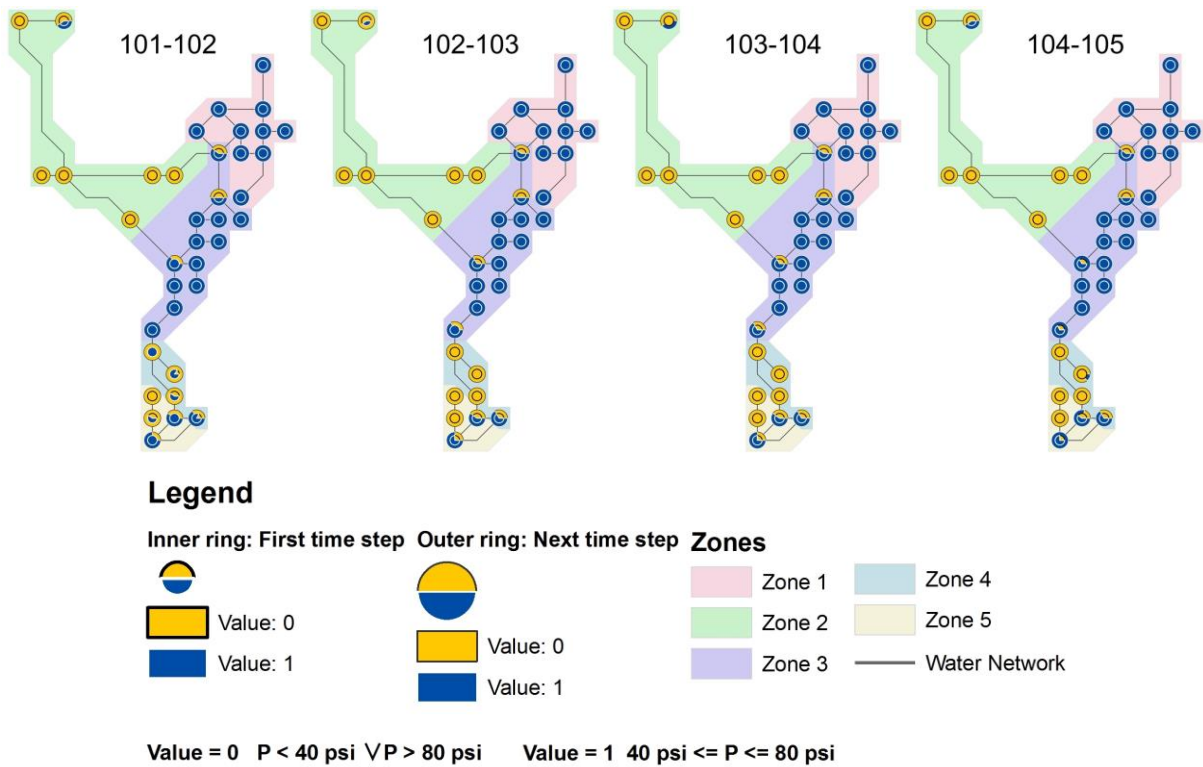 101-102 102-103 103-104 104-105
Legend
Inner ring: First time step Outer ring: Next time step Zones
Zone 1 Zone 4
Value: 0
Zone 2 Zone 5
Value: 0
Value: 1
Zone 3 Water Network
Value: 1
Value = 0 P < 40 psi ∨ P > 80 psi Value = 1 40 psi <= P <= 80 psi